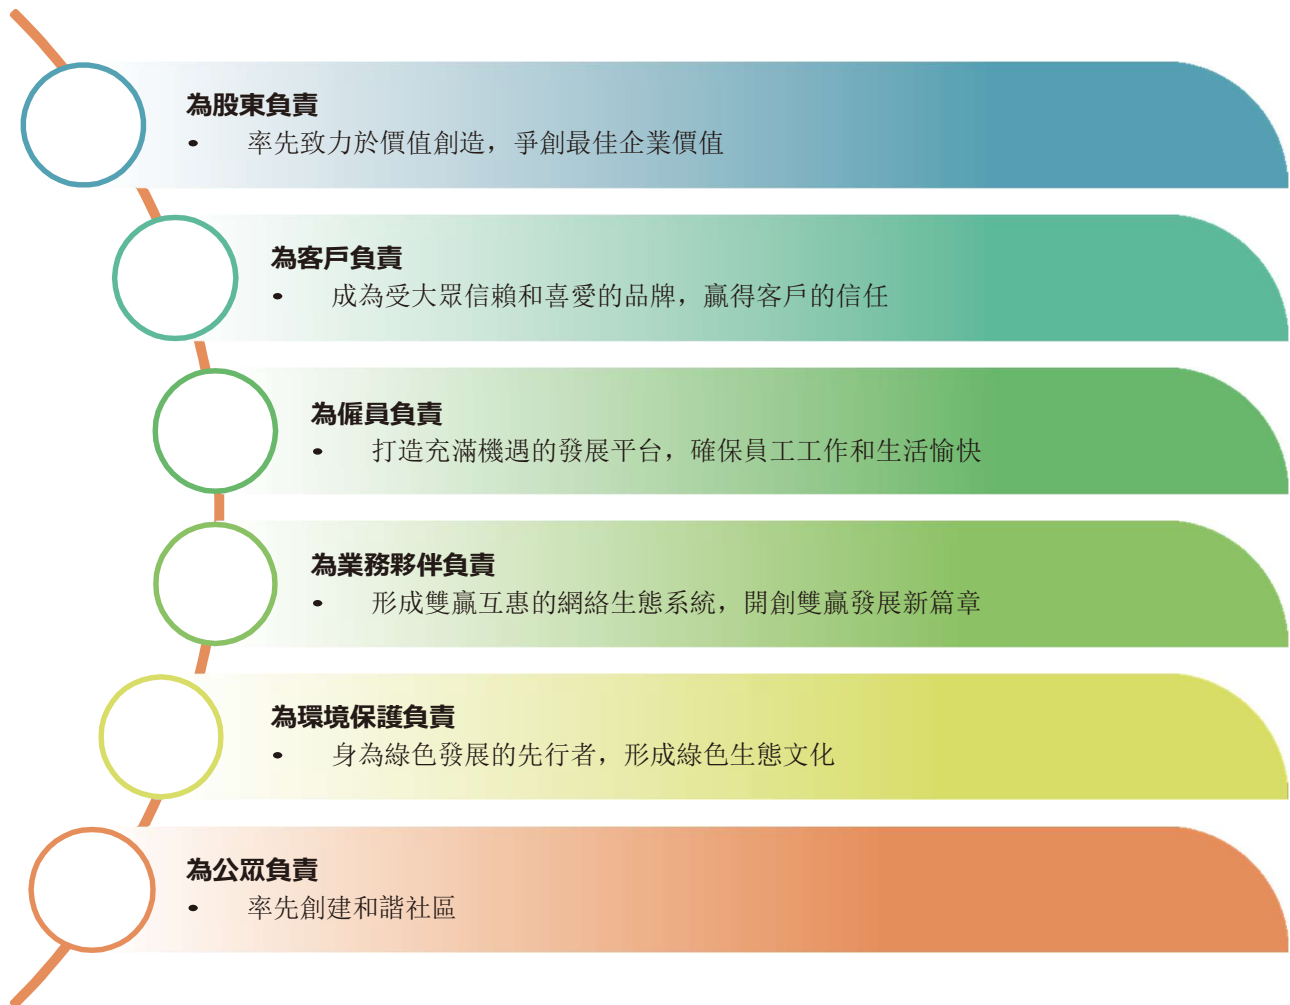 為股東負責
• 率先致力於價值創造，爭創最佳企業價值
為客戶負責
• 成為受大眾信賴和喜愛的品牌，贏得客戶的信任
為僱員負責
• 打造充滿機遇的發展平台，確保員工工作和生活愉快
為業務夥伴負責
• 形成雙贏互惠的網絡生態系統，開創雙贏發展新篇章
為環境保護負責
• 身為綠色發展的先行者，形成綠色生態文化
為公眾負責
• 率先創建和諧社區